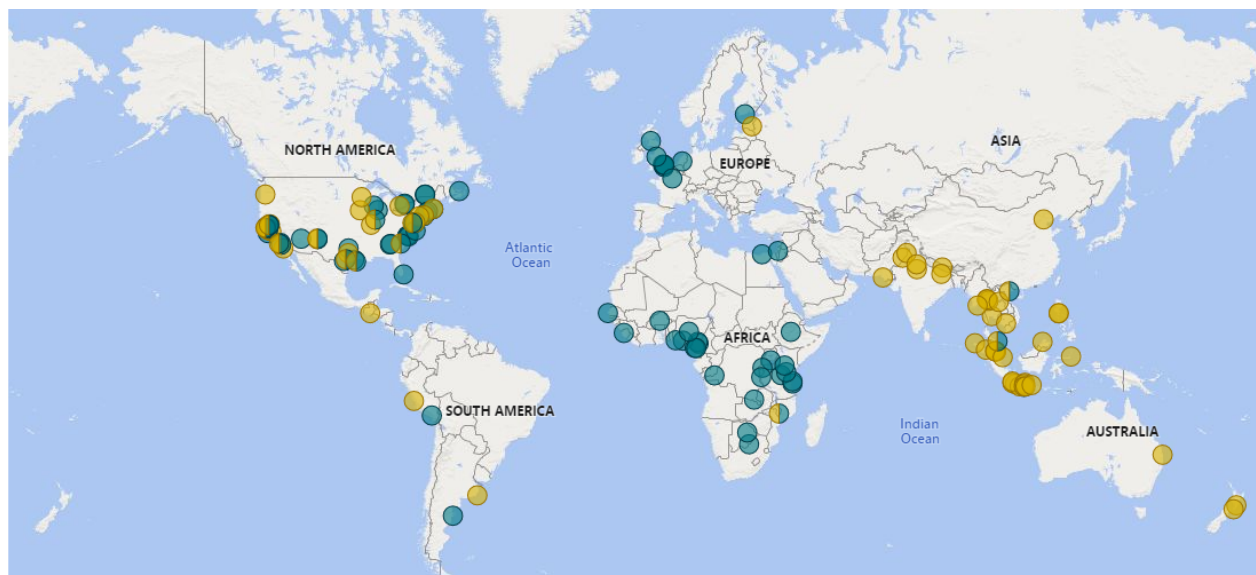 NORTH AMERICA
EUROPE
ASIA
Atlantic
Ocean
AFRICA
SOUTH AMERICA
Indian
Ocean
AUSTRALIA